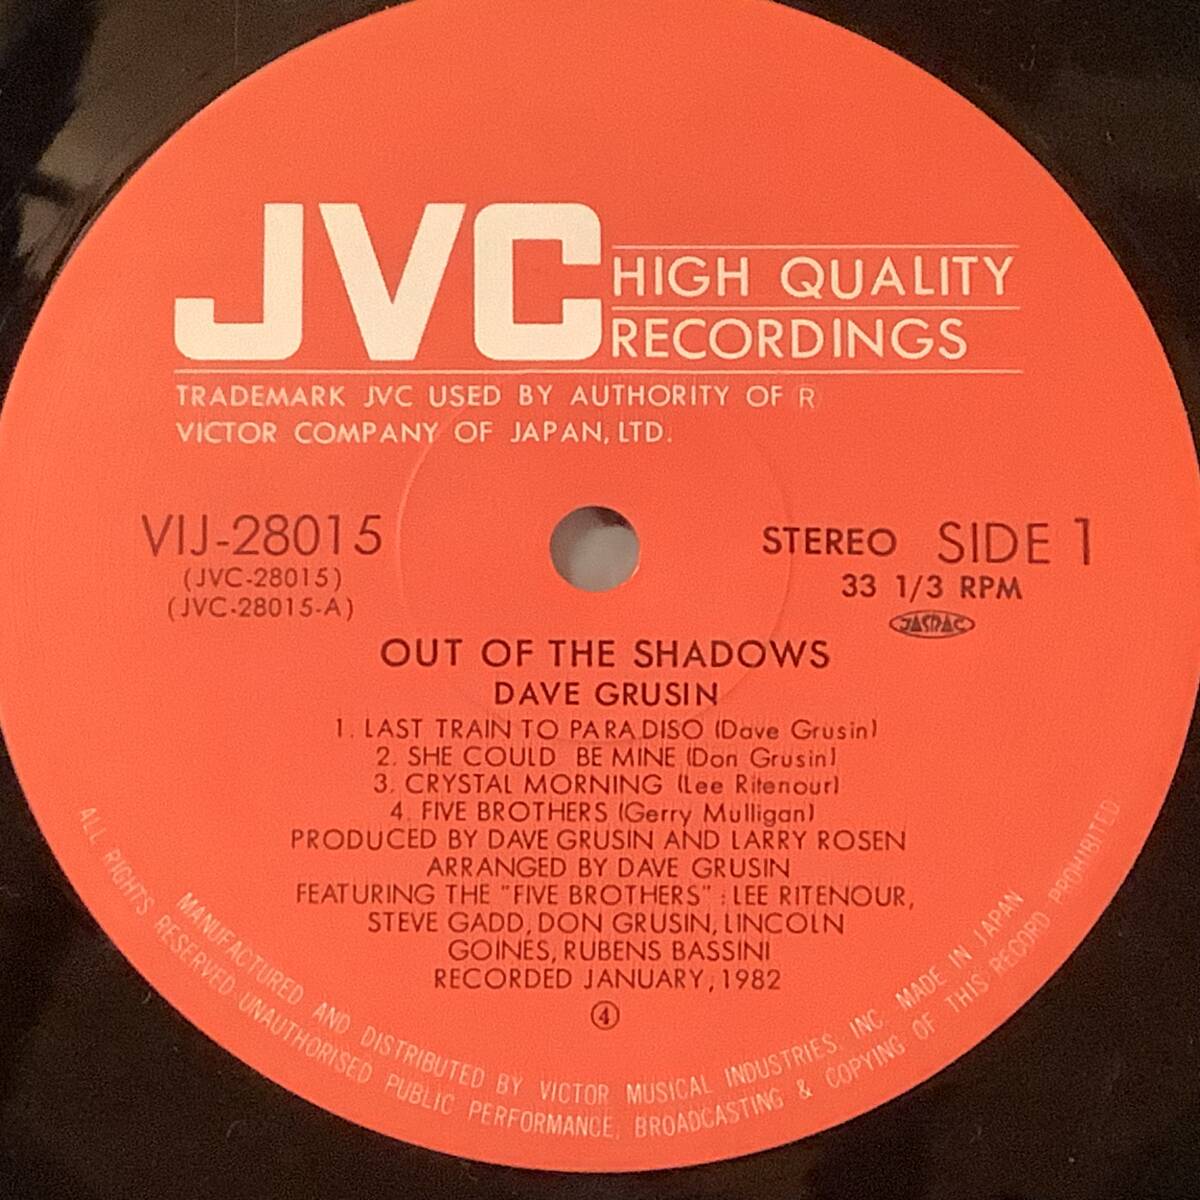 JVC
HIGH QUALITY
RECORDINGS
TRADEMARK JVC USED BY AUTHORITY OF R
VICTOR COMPANY OF JAPAN, LTD.
VIJ-28015
(JVC-28015)
(JVC-28015-A)
STEREO SIDE 1
33 1/3 RPM
JASRAC
OUT OF THE SHADOWS
DAVE GRUSIN
1. LAST TRAIN TO PARADISO (Dave Grusin)
2. SHE COULD BE MINE (Don Grusin)
3. CRYSTAL MORNING (Lee Ritenour)
4. FIVE BROTHERS (Gerry Mulligan)
PRODUCED BY DAVE GRUSIN AND LARRY ROSEN
ARRANGED BY DAVE GRUSIN
FEATURING THE "FIVE BROTHERS" : LEE RITENOUR,
STEVE GADD, DON GRUSIN, LINCOLN
GOINES, RUBENS BASSINI
RECORDED JANUARY, 1982
④
MANUFACTURED AND DISTRIBUTED BY VICTOR MUSICAL INDUSTRIES, INC. MADE IN JAPAN
ALL RIGHTS RESERVED·UNAUTHORISED PUBLIC PERFORMANCE, BROADCASTING & COPYING OF THIS RECORD PROHIBITED.